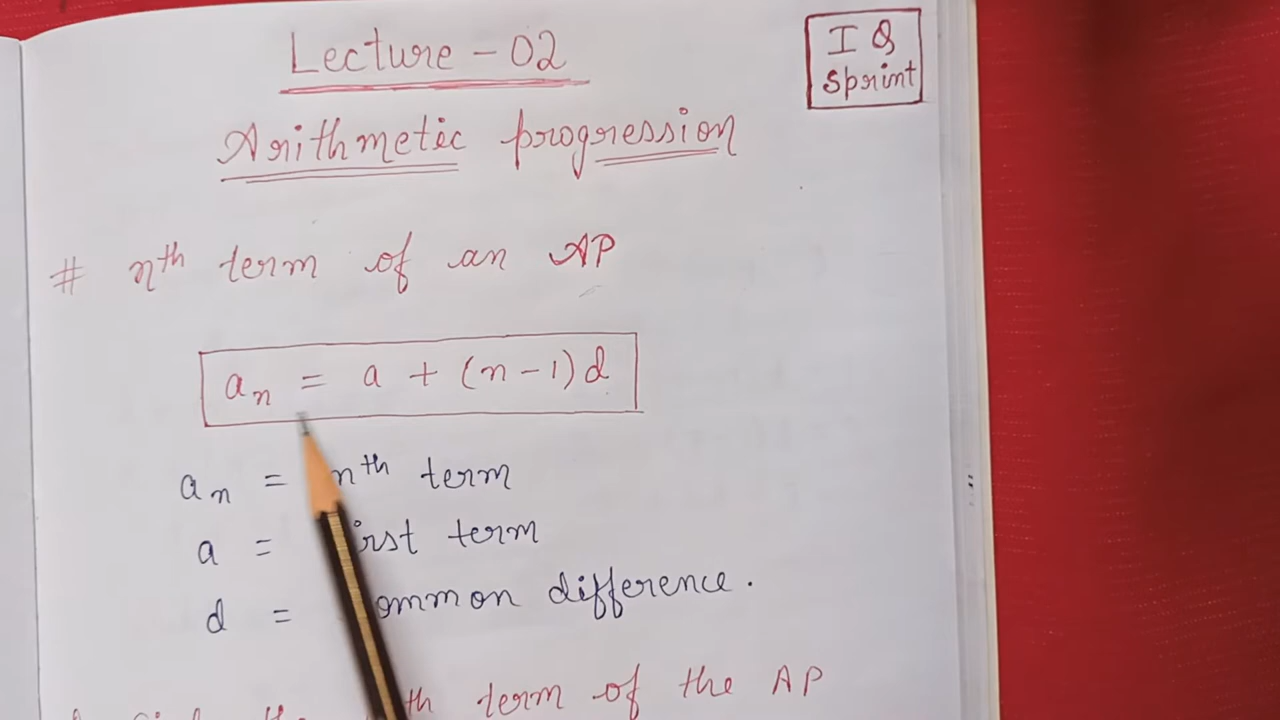 Lecture - 02
I Q
Sprint
Arithmetic progression
# nth term of an AP
an = a + (n-1)d
an = nth term
a = irst term
d = ommon difference.
th term of the AP